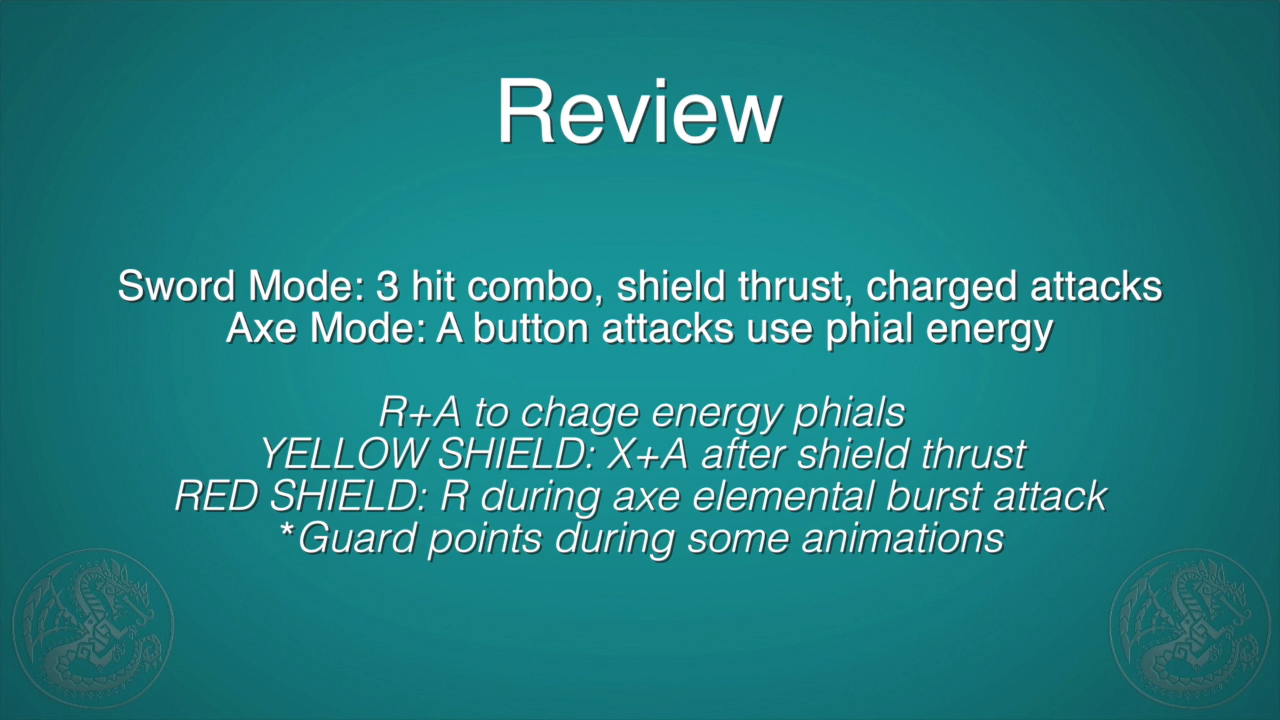 Review
Sword Mode: 3 hit combo, shield thrust, charged attacks
Axe Mode: A button attacks use phial energy
R+A to chage energy phials
YELLOW SHIELD: X+A after shield thrust
RED SHIELD: R during axe elemental burst attack
*Guard points during some animations